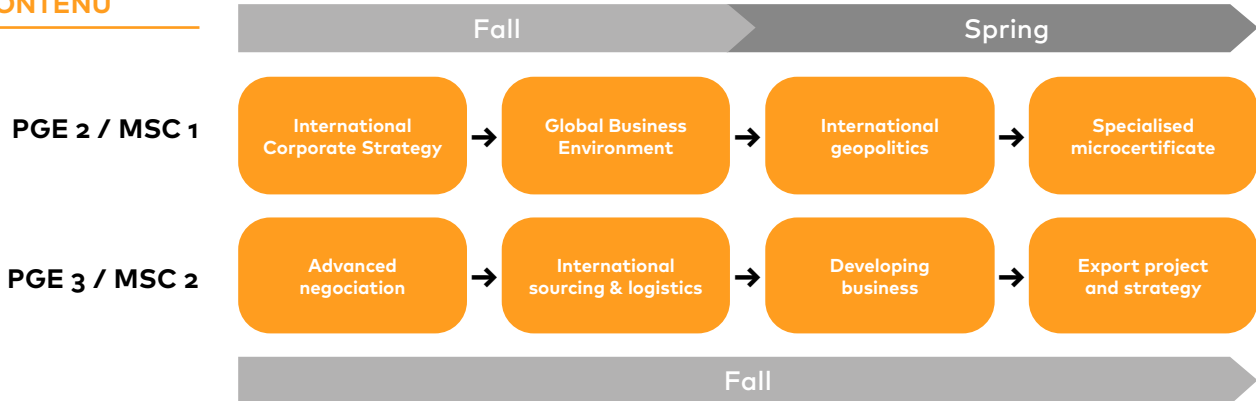 ONTENU
Fall
Spring
PGE 2 / MSC 1
International
Corporate Strategy
Global Business
Environment
International
geopolitics
Specialised
microcertificate
PGE 3 / MSC 2
Advanced
negociation
International
sourcing & logistics
Developing
business
Export project
and strategy
Fall